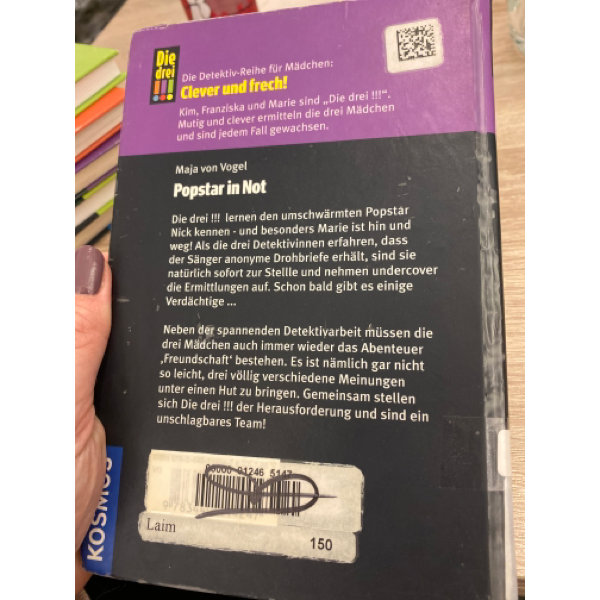 Die
drei
!!!
Die Detektiv-Reihe für Mädchen:
Clever und frech!
Kim, Franziska und Marie sind „Die drei !!!“.
Mutig und clever ermitteln die drei Mädchen
und sind jedem Fall gewachsen.
Maja von Vogel
Popstar in Not
Die drei !!! lernen den umschwärmten Popstar
Nick kennen - und besonders Marie ist hin und
weg! Als die drei Detektivinnen erfahren, dass
der Sänger anonyme Drohbriefe erhält, sind sie
natürlich sofort zur Stellle und nehmen undercover
die Ermittlungen auf. Schon bald gibt es einige
Verdächtige ...
Neben der spannenden Detektivarbeit müssen die
drei Mädchen auch immer wieder das Abenteuer
‚Freundschaft‘ bestehen. Es ist nämlich gar nicht
so leicht, drei völlig verschiedene Meinungen
unter einen Hut zu bringen. Gemeinsam stellen
sich Die drei !!! der Herausforderung und sind ein
unschlagbares Team!
01246
Laim
150
KOSMOS